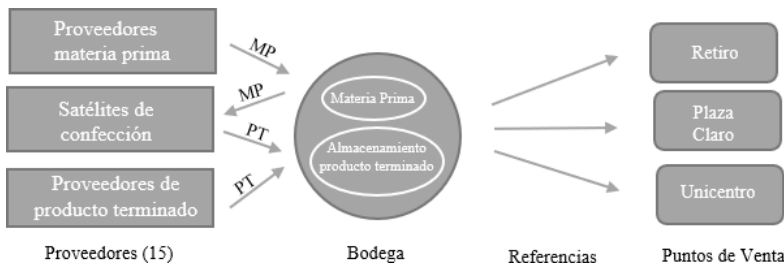 Proveedores
materia prima
MP
MP
Satélites de
confección
PT
PT
Proveedores de
producto terminado
Materia Prima
Almacenamiento
producto terminado
Retiro
Plaza
Claro
Unicentro
Proveedores (15)
Bodega
Referencias
Puntos de Venta